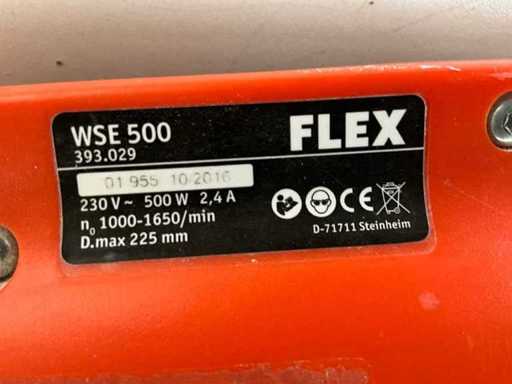 WSE 500
393.029
FLEX
01 955 10/2016
230 V ~ 500 W 2,4 A
n₀ 1000-1650/min
D.max 225 mm
CE
D-71711 Steinheim